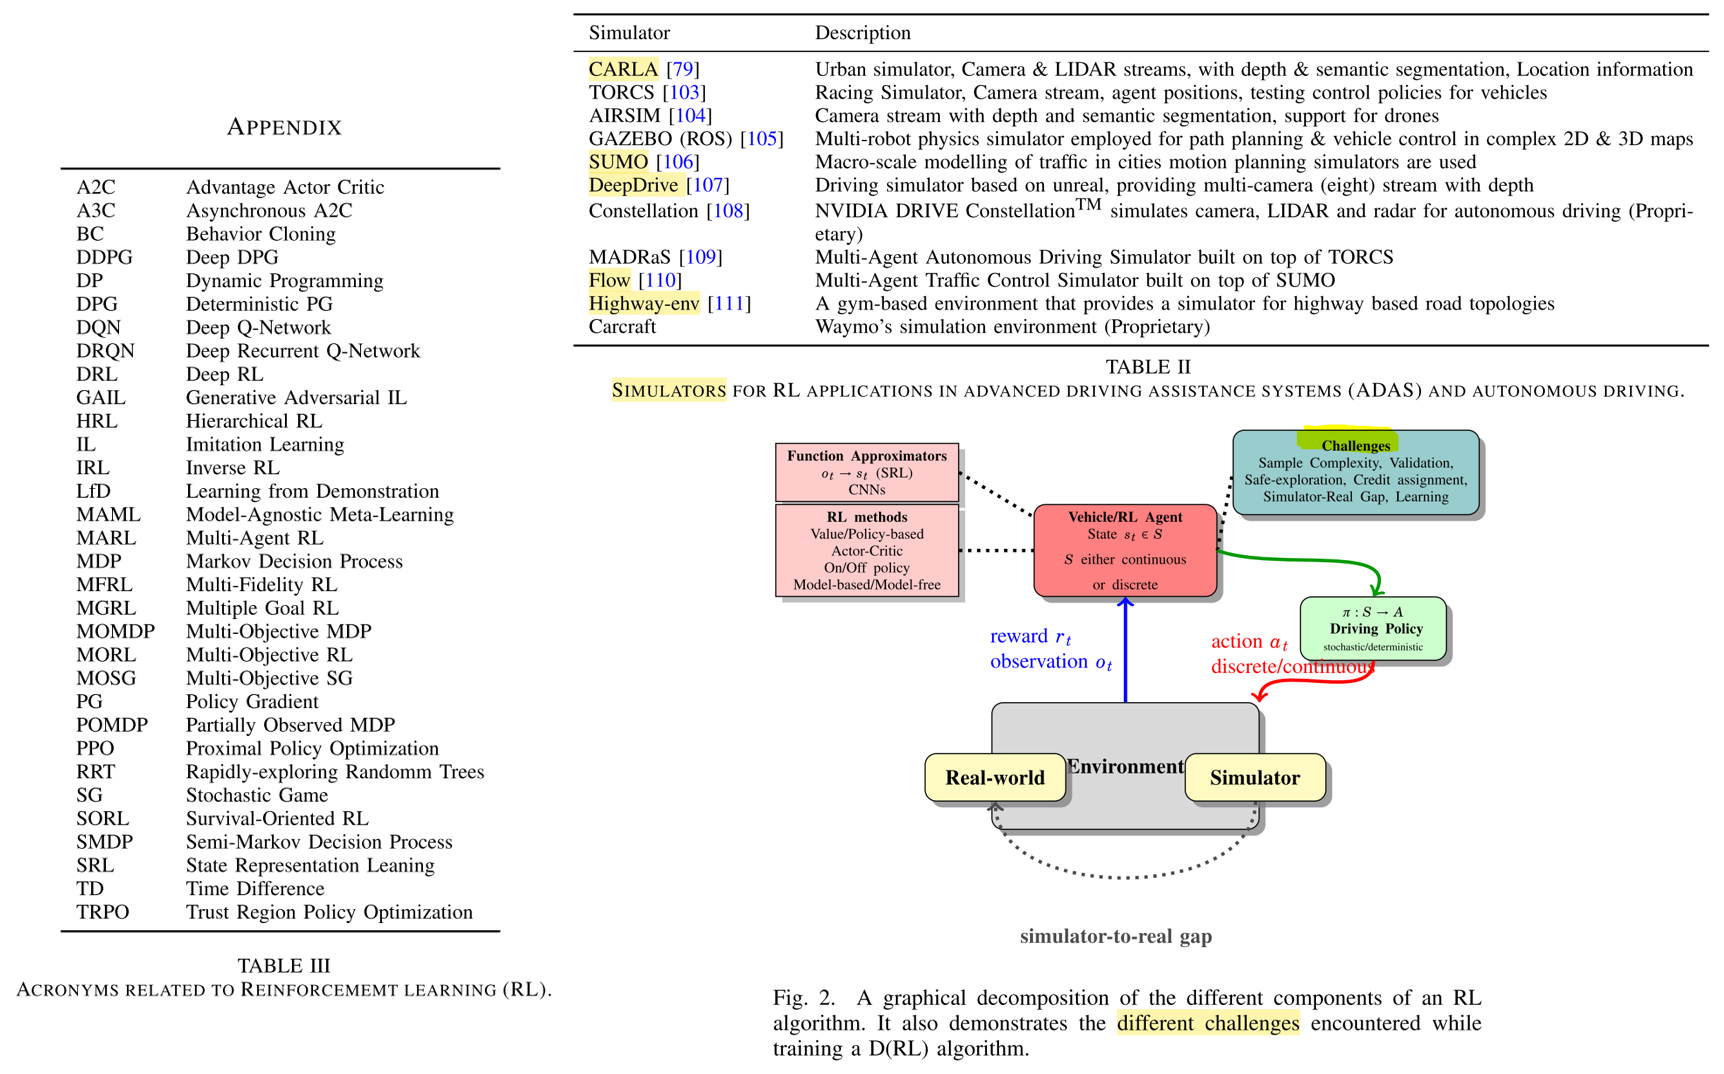 APPENDIX
A2C Advantage Actor Critic
A3C Asynchronous A2C
BC Behavior Cloning
DDPG Deep DPG
DP Dynamic Programming
DPG Deterministic PG
DQN Deep Q-Network
DRQN Deep Recurrent Q-Network
DRL Deep RL
GAIL Generative Adversarial IL
HRL Hierarchical RL
IL Imitation Learning
IRL Inverse RL
LfD Learning from Demonstration
MAML Model-Agnostic Meta-Learning
MARL Multi-Agent RL
MDP Markov Decision Process
MFRL Multi-Fidelity RL
MGRL Multiple Goal RL
MOMDP Multi-Objective MDP
MORL Multi-Objective RL
MOSG Multi-Objective SG
PG Policy Gradient
POMDP Partially Observed MDP
PPO Proximal Policy Optimization
RRT Rapidly-exploring Randomm Trees
SG Stochastic Game
SORL Survival-Oriented RL
SMDP Semi-Markov Decision Process
SRL State Representation Leaning
TD Time Difference
TRPO Trust Region Policy Optimization
TABLE III
ACRONYMS RELATED TO REINFORCEMEMT LEARNING (RL).
Simulator Description
CARLA [79] Urban simulator, Camera & LIDAR streams, with depth & semantic segmentation, Location information
TORCS [103] Racing Simulator, Camera stream, agent positions, testing control policies for vehicles
AIRSIM [104] Camera stream with depth and semantic segmentation, support for drones
GAZEBO (ROS) [105] Multi-robot physics simulator employed for path planning & vehicle control in complex 2D & 3D maps
SUMO [106] Macro-scale modelling of traffic in cities motion planning simulators are used
DeepDrive [107] Driving simulator based on unreal, providing multi-camera (eight) stream with depth
Constellation [108] NVIDIA DRIVE Constellation™ simulates camera, LIDAR and radar for autonomous driving (Propri-
etary)
MADRaS [109] Multi-Agent Autonomous Driving Simulator built on top of TORCS
Flow [110] Multi-Agent Traffic Control Simulator built on top of SUMO
Highway-env [111] A gym-based environment that provides a simulator for highway based road topologies
Carcraft Waymo's simulation environment (Proprietary)
TABLE II
SIMULATORS FOR RL APPLICATIONS IN ADVANCED DRIVING ASSISTANCE SYSTEMS (ADAS) AND AUTONOMOUS DRIVING.
Function Approximators
o_t → s_t (SRL)
CNNs
RL methods
Value/Policy-based
Actor-Critic
On/Off policy
Model-based/Model-free
Vehicle/RL Agent
State s_t ∈ S
S either continuous
or discrete
Challenges
Sample Complexity, Validation,
Safe-exploration, Credit assignment,
Simulator-Real Gap, Learning
π : S → A
Driving Policy
stochastic/deterministic
reward r_t
observation o_t
action a_t
discrete/continuous
Environment
Real-world
Simulator
simulator-to-real gap
Fig. 2. A graphical decomposition of the different components of an RL
algorithm. It also demonstrates the different challenges encountered while
training a D(RL) algorithm.